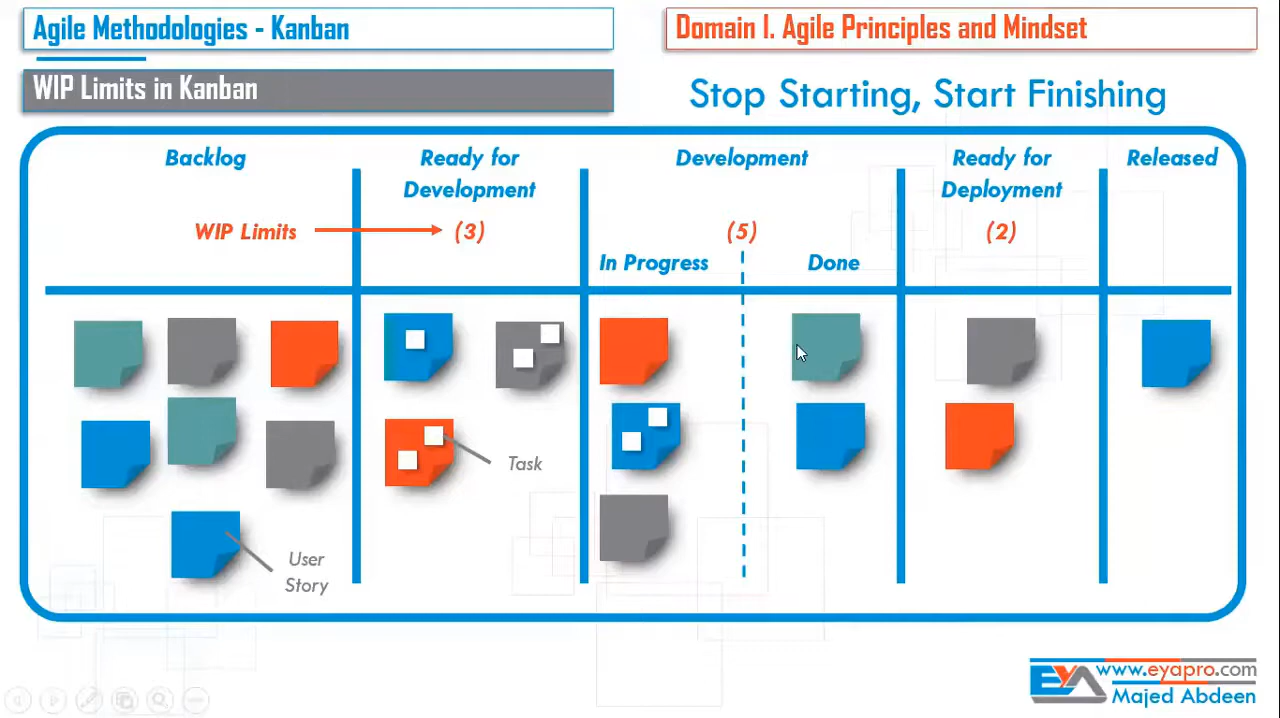 Agile Methodologies - Kanban
Domain I. Agile Principles and Mindset
WIP Limits in Kanban
Stop Starting, Start Finishing
Backlog
Ready for
Development
Development
Ready for
Deployment
Released
WIP Limits
(3)
(5)
(2)
In Progress
Done
Task
User
Story
EYA
www.eyapro.com
Majed Abdeen